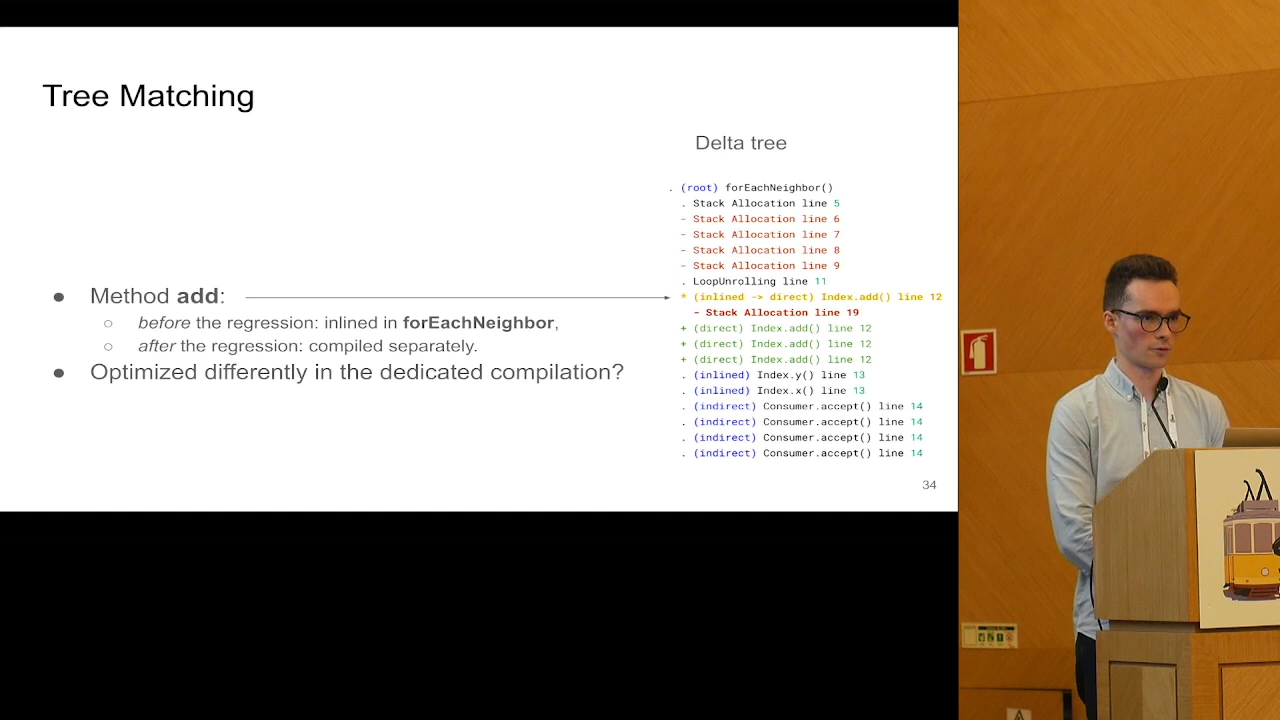 Tree Matching
Delta tree
. (root) forEachNeighbor()
. Stack Allocation line 5
- Stack Allocation line 6
- Stack Allocation line 7
- Stack Allocation line 8
- Stack Allocation line 9
. LoopUnrolling line 11
* (inlined -> direct) Index.add() line 12
- Stack Allocation line 19
+ (direct) Index.add() line 12
+ (direct) Index.add() line 12
+ (direct) Index.add() line 12
. (inlined) Index.y() line 13
. (inlined) Index.x() line 13
. (indirect) Consumer.accept() line 14
. (indirect) Consumer.accept() line 14
. (indirect) Consumer.accept() line 14
. (indirect) Consumer.accept() line 14
● Method add:
○ before the regression: inlined in forEachNeighbor,
○ after the regression: compiled separately.
● Optimized differently in the dedicated compilation?
34